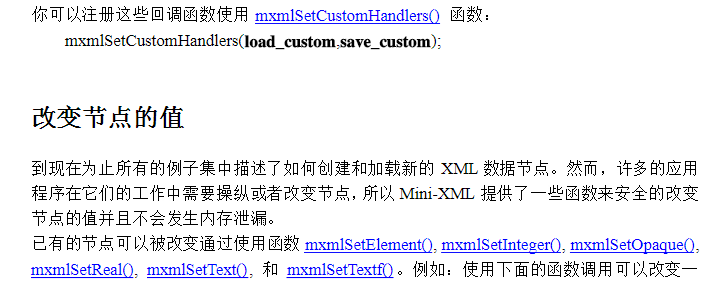 你可以注册这些回调函数使用 mxmlSetCustomHandlers() 函数：
mxmlSetCustomHandlers(load_custom,save_custom);
改变节点的值
到现在为止所有的例子集中描述了如何创建和加载新的 XML 数据节点。然而，许多的应用
程序在它们的工作中需要操纵或者改变节点，所以 Mini-XML 提供了一些函数来安全的改变
节点的值并且不会发生内存泄漏。
已有的节点可以被改变通过使用函数 mxmlSetElement(), mxmlSetInteger(), mxmlSetOpaque(),
mxmlSetReal(), mxmlSetText(), 和 mxmlSetTextf()。例如：使用下面的函数调用可以改变一